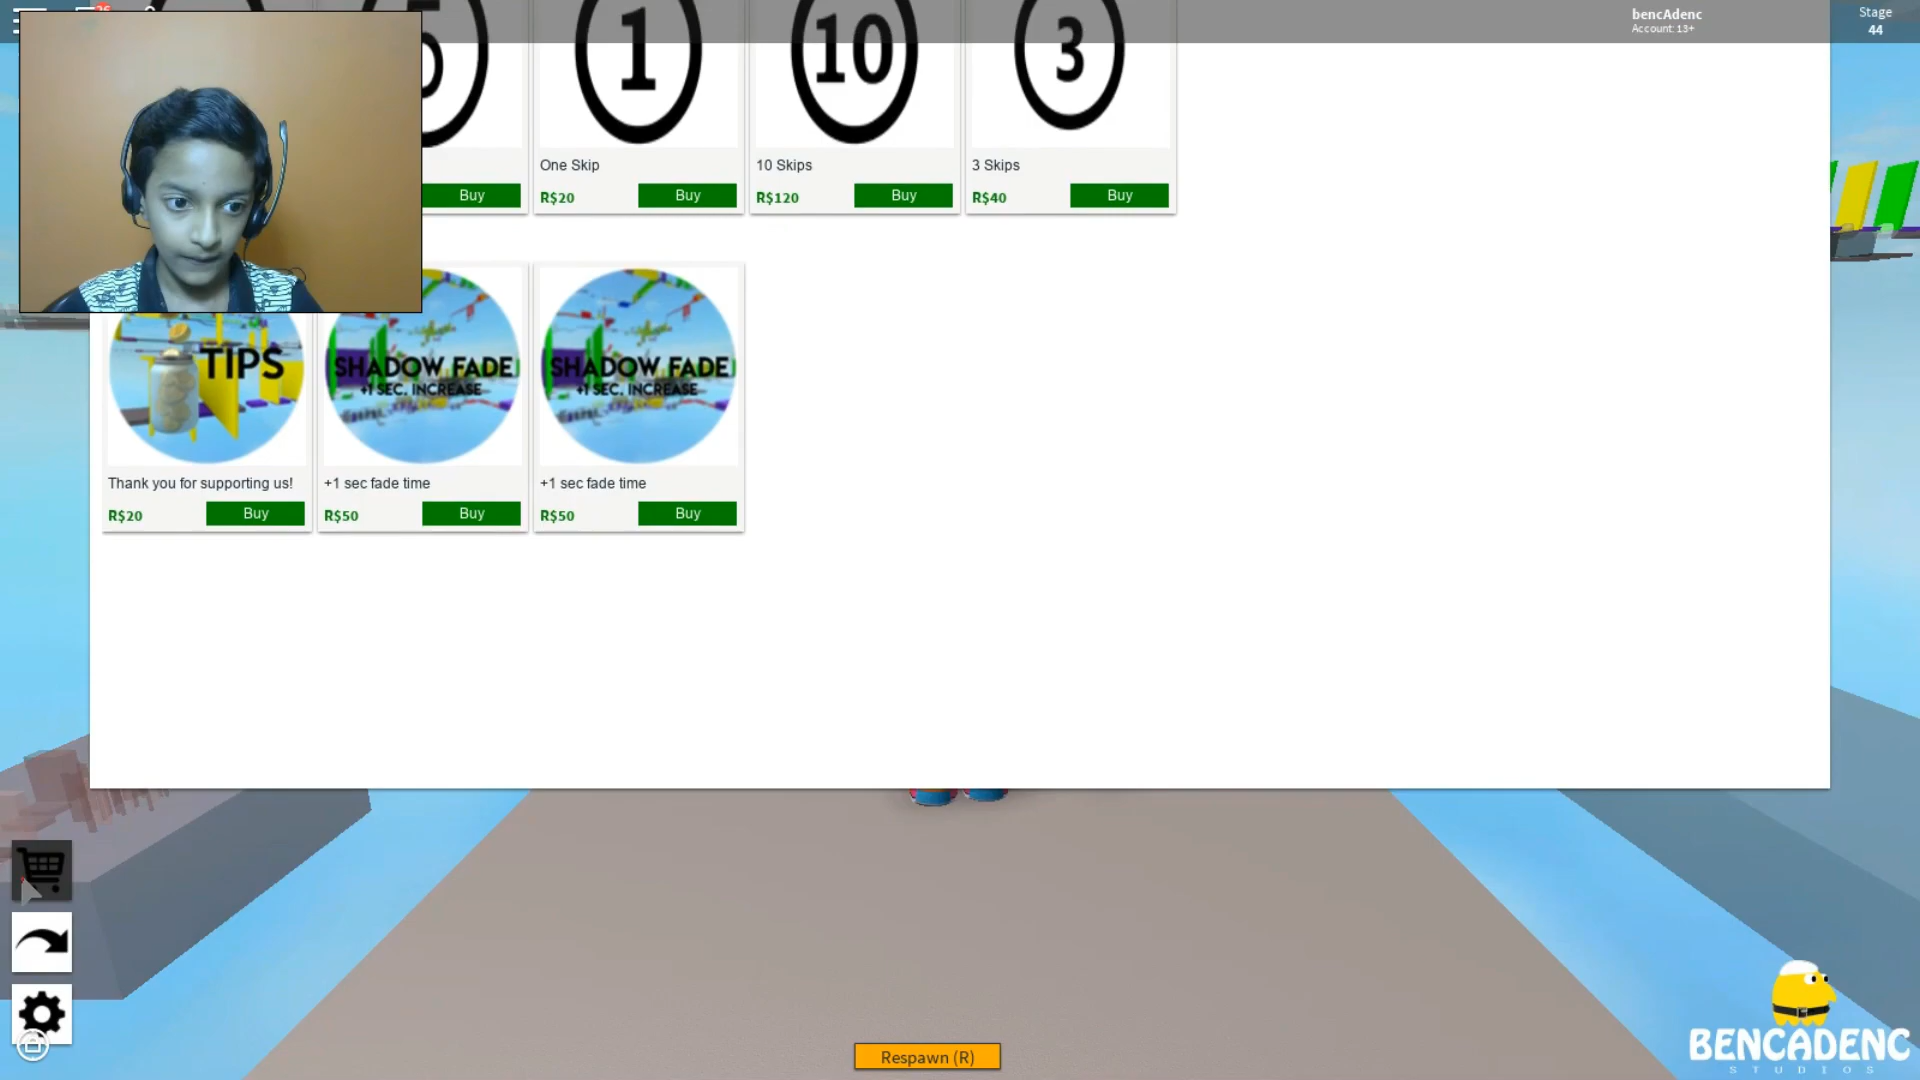 26
bencAdenc
Account: 13+
Stage
44
5
1
10
3
One Skip
10 Skips
3 Skips
Buy
R$20
Buy
R$120
Buy
R$40
Buy
TIPS
SHADOW FADE
+1 SEC. INCREASE
SHADOW FADE
+1 SEC. INCREASE
Thank you for supporting us!
+1 sec fade time
+1 sec fade time
R$20
Buy
R$50
Buy
R$50
Buy
Respawn (R)
BENCADENC
STUDIOS